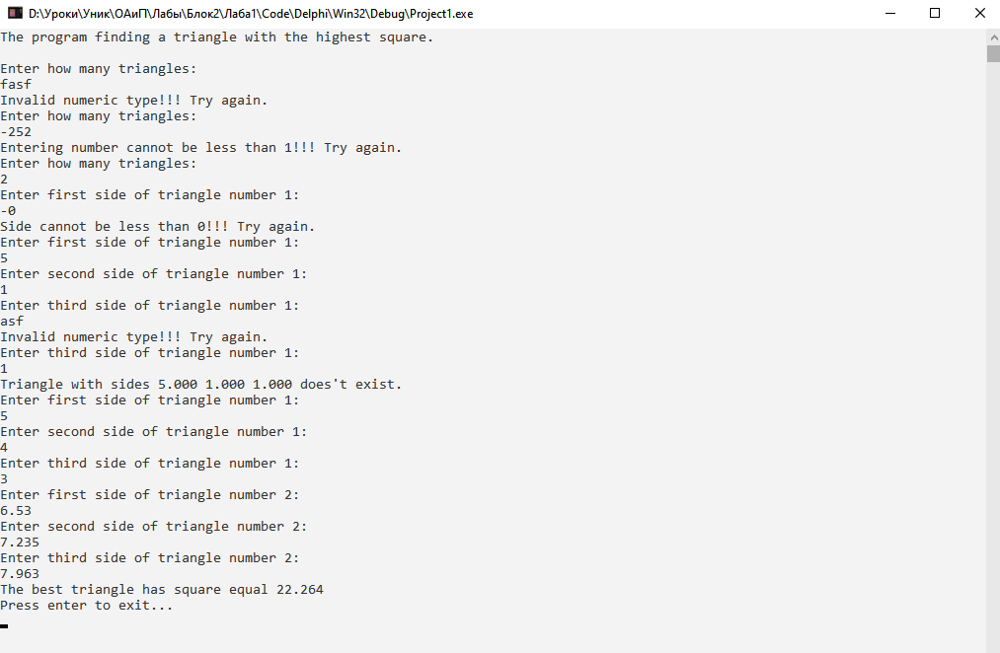 D:\Уроки\Уник\ОАиП\Лабы\Блок2\Лаба1\Code\Delphi\Win32\Debug\Project1.exe
The program finding a triangle with the highest square.
Enter how many triangles:
fasf
Invalid numeric type!!! Try again.
Enter how many triangles:
-252
Entering number cannot be less than 1!!! Try again.
Enter how many triangles:
2
Enter first side of triangle number 1:
-0
Side cannot be less than 0!!! Try again.
Enter first side of triangle number 1:
5
Enter second side of triangle number 1:
1
Enter third side of triangle number 1:
asf
Invalid numeric type!!! Try again.
Enter third side of triangle number 1:
1
Triangle with sides 5.000 1.000 1.000 does't exist.
Enter first side of triangle number 1:
5
Enter second side of triangle number 1:
4
Enter third side of triangle number 1:
3
Enter first side of triangle number 2:
6.53
Enter second side of triangle number 2:
7.235
Enter third side of triangle number 2:
7.963
The best triangle has square equal 22.264
Press enter to exit...